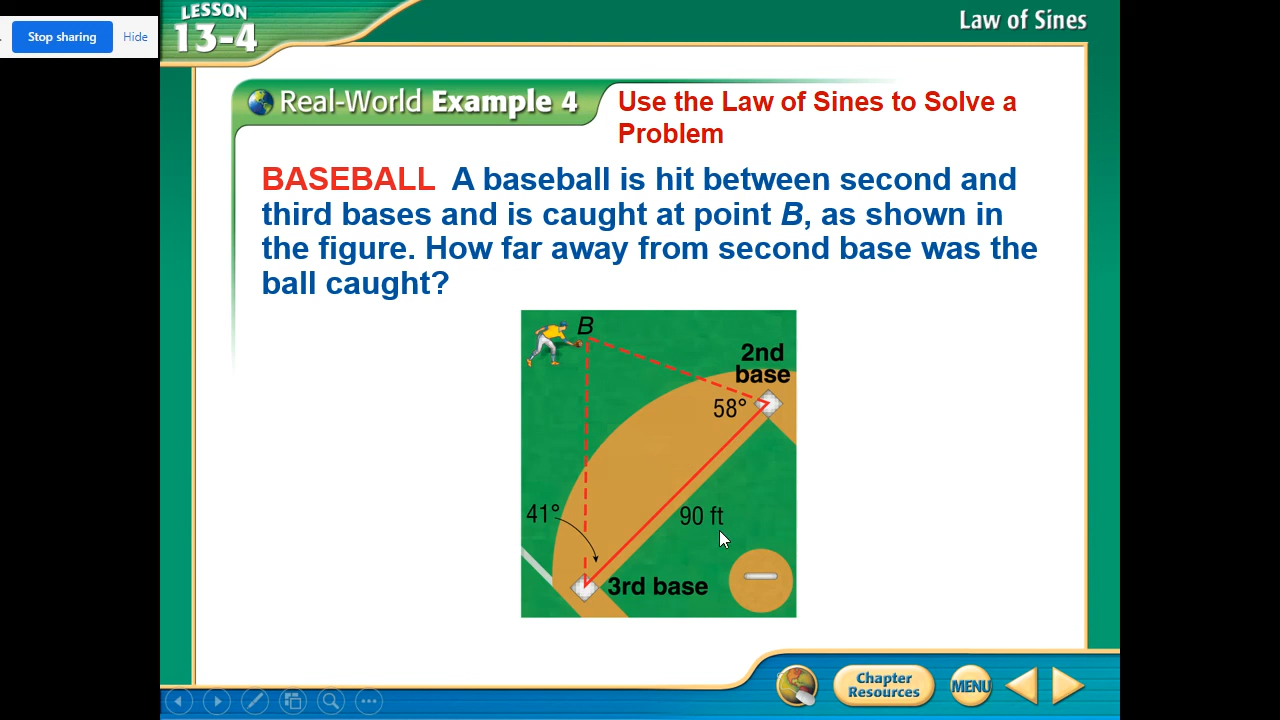 Stop sharing
Hide
LESSON
13-4
Law of Sines
Real-World Example 4
Use the Law of Sines to Solve a
Problem
BASEBALL A baseball is hit between second and
third bases and is caught at point B, as shown in
the figure. How far away from second base was the
ball caught?
B
2nd
base
58°
41°
90 ft
3rd base
Chapter
Resources
MENU